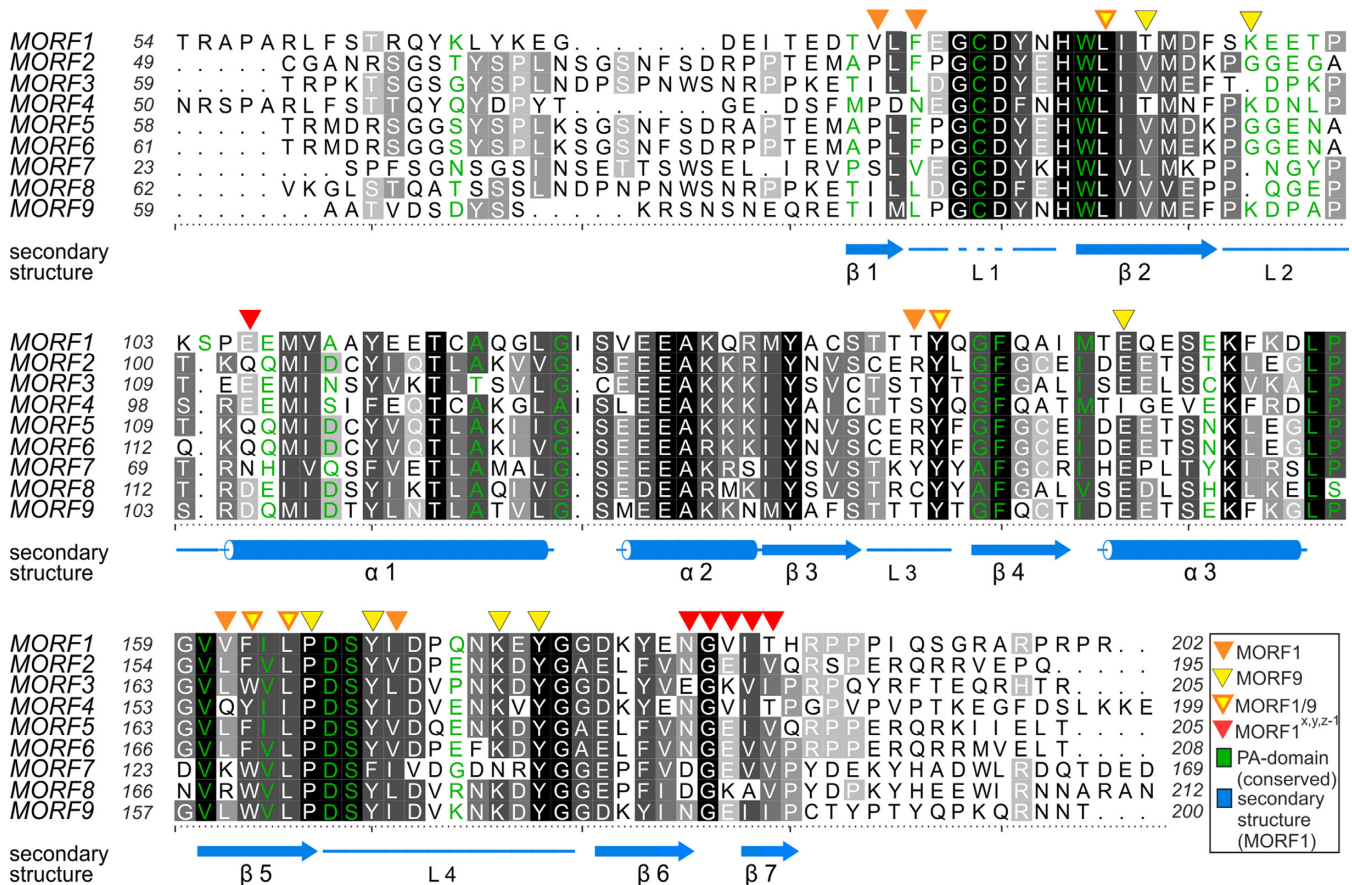 MORF1 54 TRAPARLFSTRQYKLYKEG.......DEITEDTVLFEGCDYNHWLITMDFSKEETP
MORF2 49 .....CGANRSGSTYSPLNSGSNFSDRPPTEMAPLFPGCDYEHWLIVMDKPGGEGA
MORF3 59 .....TRPKTSGSGYSPLNDPSPNWSNRPPKETILLDGCDYEHWLIVMEFT.DPKP
MORF4 50 NRSPARLFSTTQYQYDPYT.......GE.DSFMPDNEGCDFNHWLITMNFPKDNLP
MORF5 58 .....TRMDRSGGSYSPLKSGSNFSDRAPTEMAPLFPGCDYEHWLIVMDKPGGENA
MORF6 61 .....TRMDRSGGSYSPLKSGSNFSDRAPTEMAPLFPGCDYEHWLIVMDKPGGENA
MORF7 23 ........SPFSGNSGSINSETTSWSEL.IRVPSLVEGCDYKHWLVLMKPP.NGYP
MORF8 62 .....VKGLSTQATSSSLNDPNPNWSNRPPKETILLDGCDFEHWLVVVEPP.QGEP
MORF9 59 .......AATVDSDYSS.....KRSNSNEQRETIMLPGCDYNHWLIVMEFPKDPAP
secondary
structure
β 1 L 1 β 2 L 2
MORF1 103 KSPEEMVAAYEETCAQGLGISVEEAKQRMYACSTTTYQGFQAIMTEQESEKFKDLP
MORF2 100 T.KQQMIDCYIQTLAKVVG.SEEEAKKRIYNVSCERYLGFGCEIDEETSTKLEGLP
MORF3 109 T.EEEMINSYVKTLTSVLG.CEEEAKKKIYSVCTSTYTGFGALISEELSCKVKALP
MORF4 98 S.REEMISIFEQTCAKGLAISLEEAKKKIYAICTTSYQGFQATMTIGEVEKFRDLP
MORF5 109 T.KQQMIDCYVQTLAKIIG.SEEEAKKKIYNVSCERYFGFGCEIDEETSNKLEGLP
MORF6 112 Q.KQQMIDCYVQTLAKIVG.SEEEARKKIYNVSCERYFGFGCEIDEETSNKLEGLP
MORF7 69 T.RNHIVQSFVETLAMALG.SEEEAKRSIYSVSTKYYYAFGCRIHEPLTYKIRSLP
MORF8 112 T.RDEIIDSYIKTLAQIVG.SEDEARMKIYSVSTRCYYAFGALVSEDLSHKLKELS
MORF9 103 S.RDQMIDTYLNTLATVLG.SMEEAKKNMYAFSTTTYTGFQCTIDEETSEKFKGLP
secondary
structure
α 1 α 2 β 3 L 3 β 4 α 3
MORF1 159 GVVFILPDSYIDPQNKEYGGDKYENGVITHRPPPIQSGRARPRPR.. 202
MORF2 154 GVLFVLPDSYVDPENKDYGAELFVNGEIVQRSPERQRRVEPQ..... 195
MORF3 163 GVLWVLPDSYLDVPNKDYGGDLYVEGKVIPRPQYRFTEQRHTR.... 205
MORF4 153 GVQYIIPDSYIDVENKVYGGDKYENGVITPGPVPVPTKEGFDSLKKE 199
MORF5 163 GVLFILPDSYVDQENKDYGAELFVNGEIVQRPPERQRKIIELT.... 205
MORF6 166 GVLFVLPDSYVDPEFKDYGAELFVNGEVVPRPPERQRRMVELT.... 208
MORF7 123 DVKWVLPDSFIVDGDNRYGGEPFVDGEVVPYDEKYHADWLRDQTDED 169
MORF8 166 NVRWVLPDSYLDVRNKDYGGEPFIDGKAVPYDPKYHEEWIRNNARAN 212
MORF9 157 GVLWVLPDSYIDVKNKDYGGDKYENGEIIPCTYPTYQPKQRNNT... 200
secondary
structure
β 5 L 4 β 6 β 7
MORF1
MORF9
MORF1/9
MORF1x,y,z-1
PA-domain
(conserved)
secondary
structure
(MORF1)